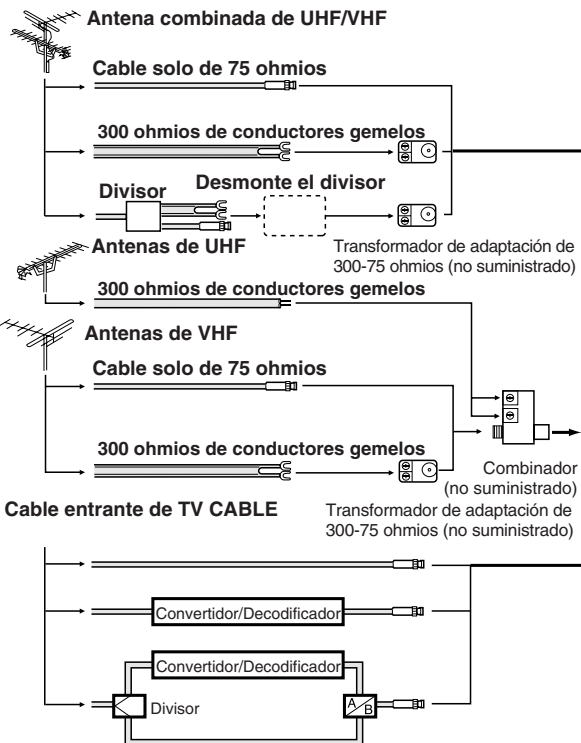 Antena combinada de UHF/VHF
Cable solo de 75 ohmios
300 ohmios de conductores gemelos
Divisor
Desmonte el divisor
Transformador de adaptación de
300-75 ohmios (no suministrado)
Antenas de UHF
300 ohmios de conductores gemelos
Antenas de VHF
Cable solo de 75 ohmios
300 ohmios de conductores gemelos
Combinador
(no suministrado)
Transformador de adaptación de
300-75 ohmios (no suministrado)
Cable entrante de TV CABLE
Convertidor/Decodificador
Convertidor/Decodificador
Divisor
A/B